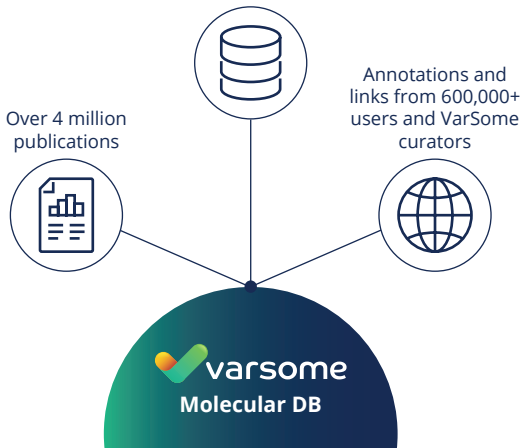 Over 4 million
publications
Annotations and
links from 600,000+
users and VarSome
curators
varsome
Molecular DB